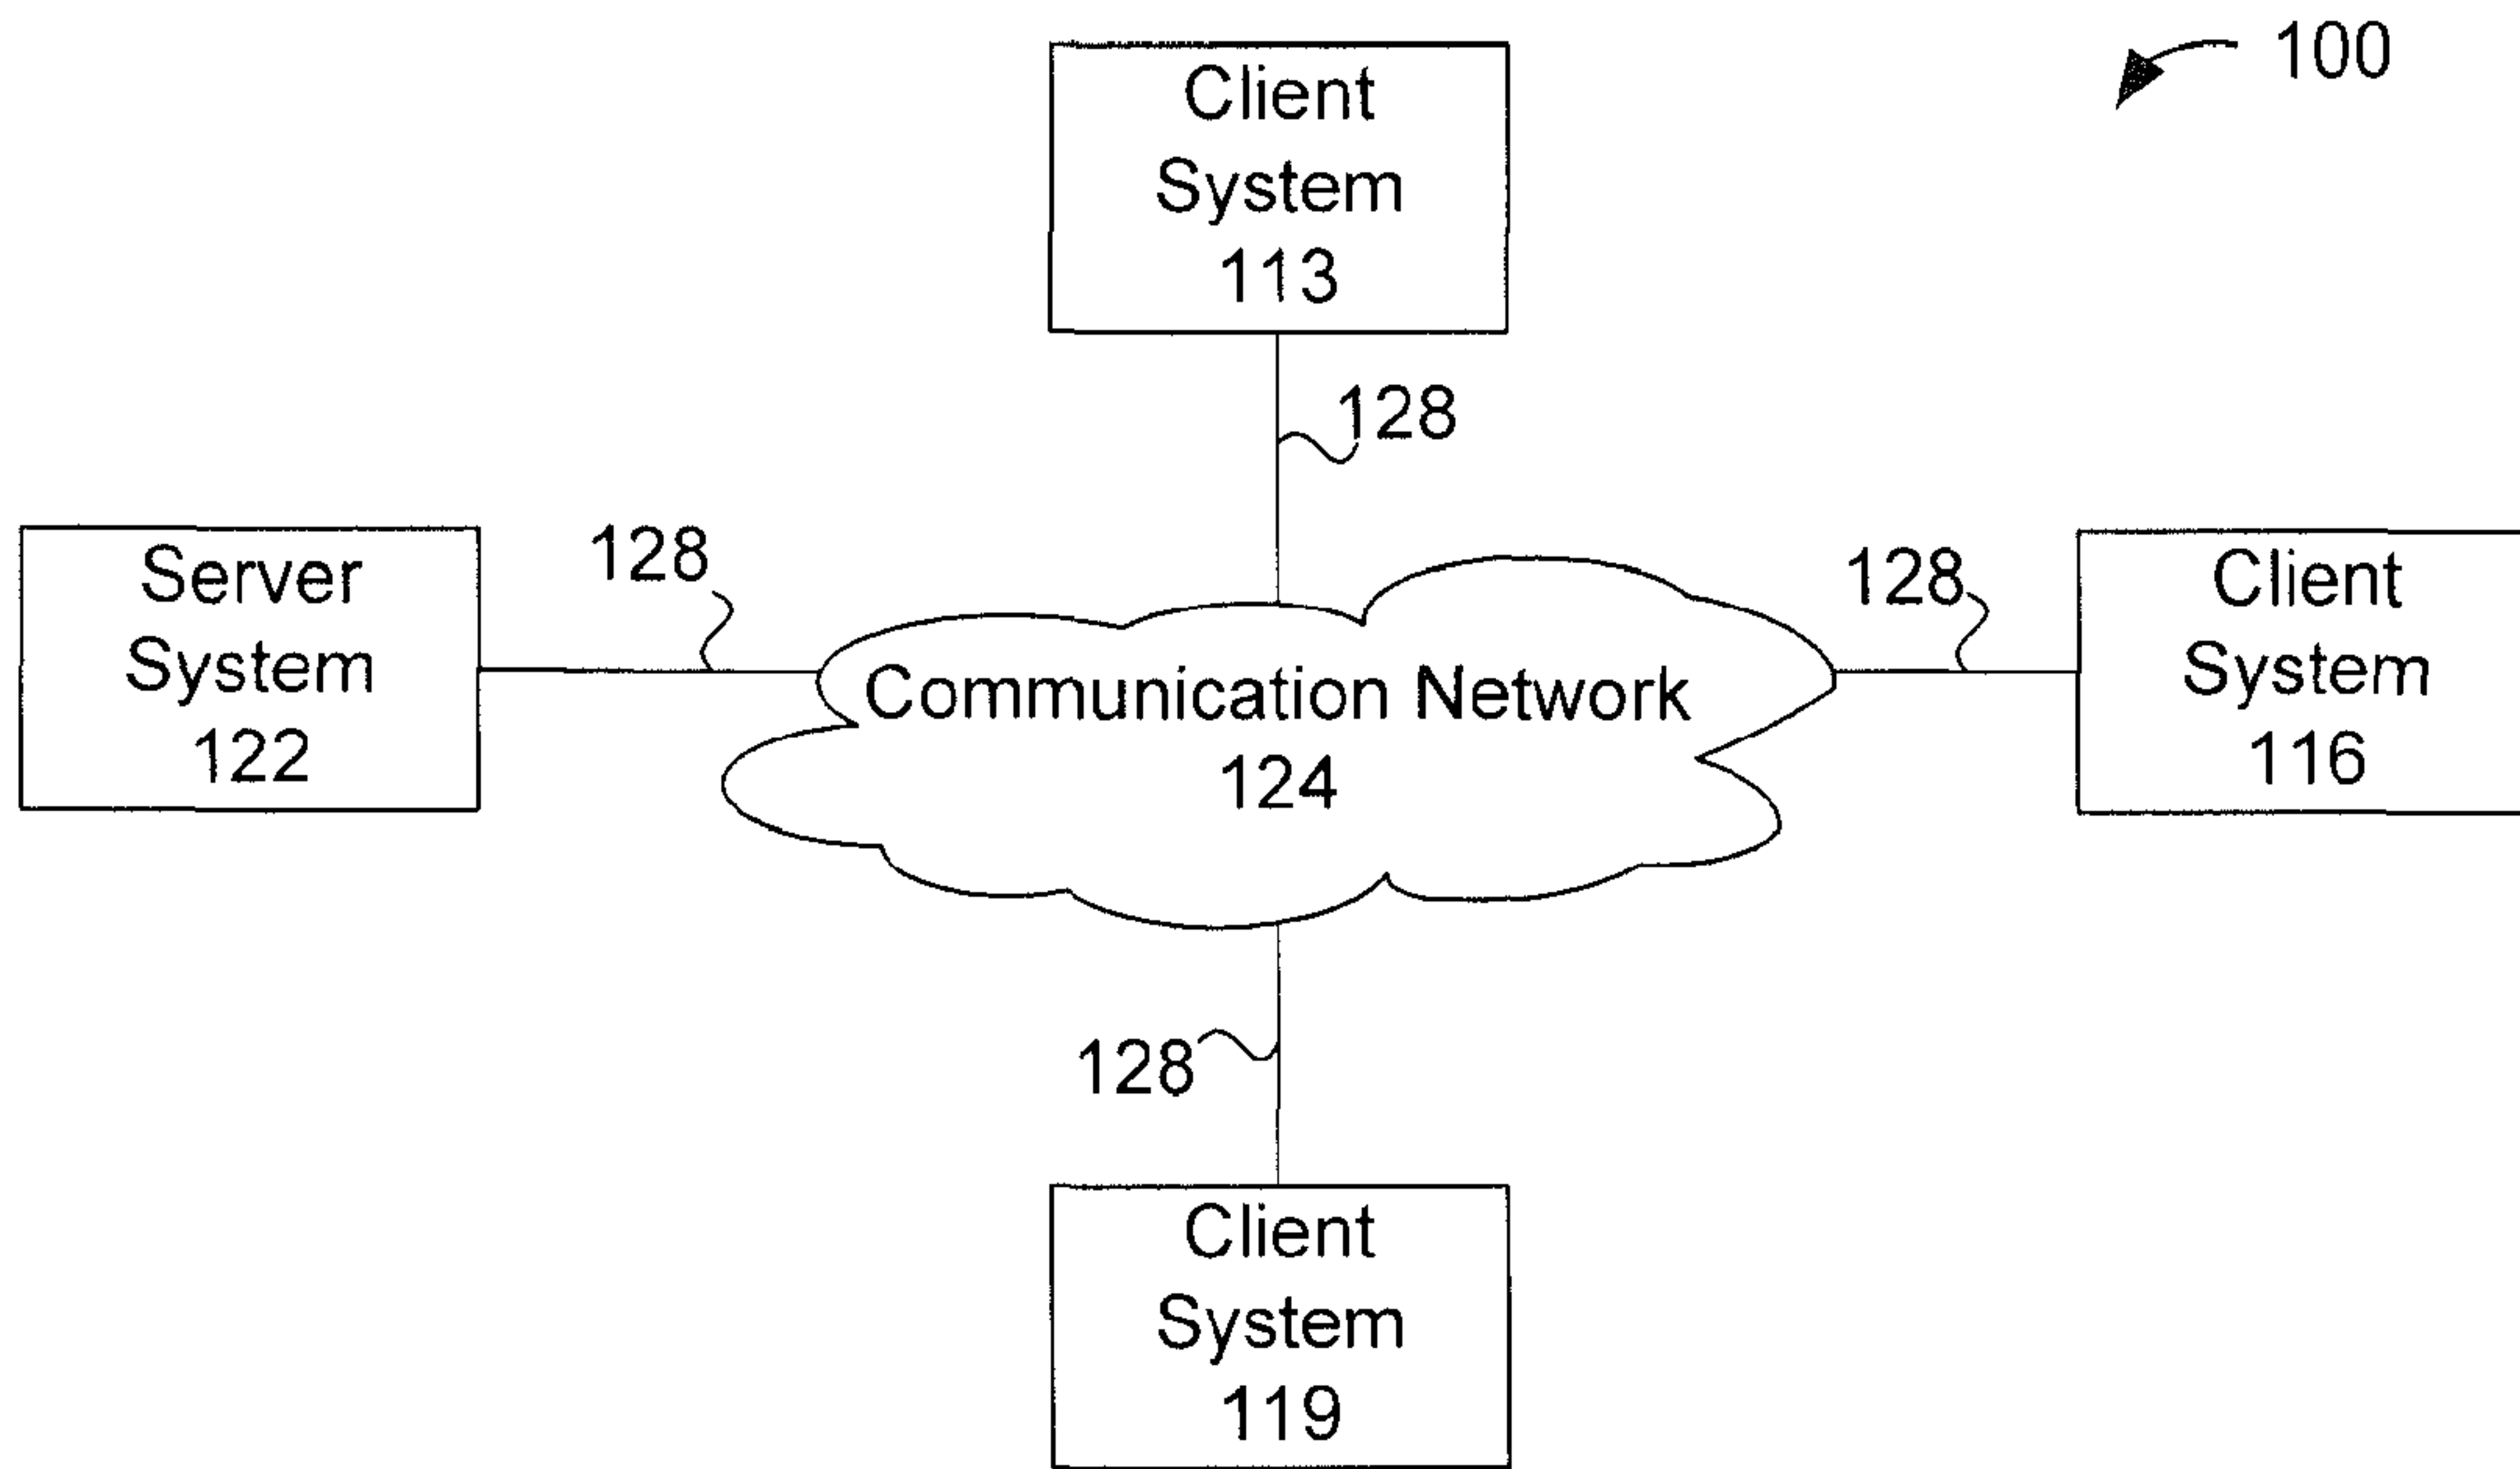 100
Client
System
113
128
Server
System
122
128
Communication Network
124
128
Client
System
116
128
Client
System
119